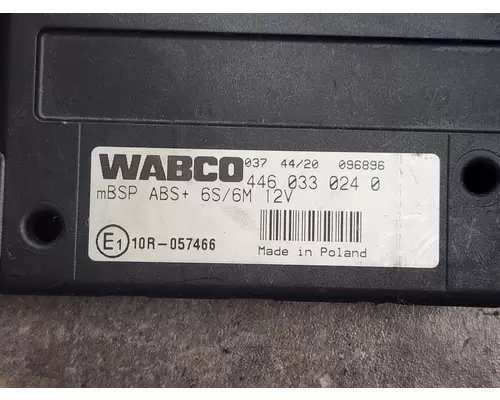 WABCO 037 44/20 096896
446 033 024 0
mBSP ABS+ 6S/6M 12V
E1 10R-057466
Made in Poland